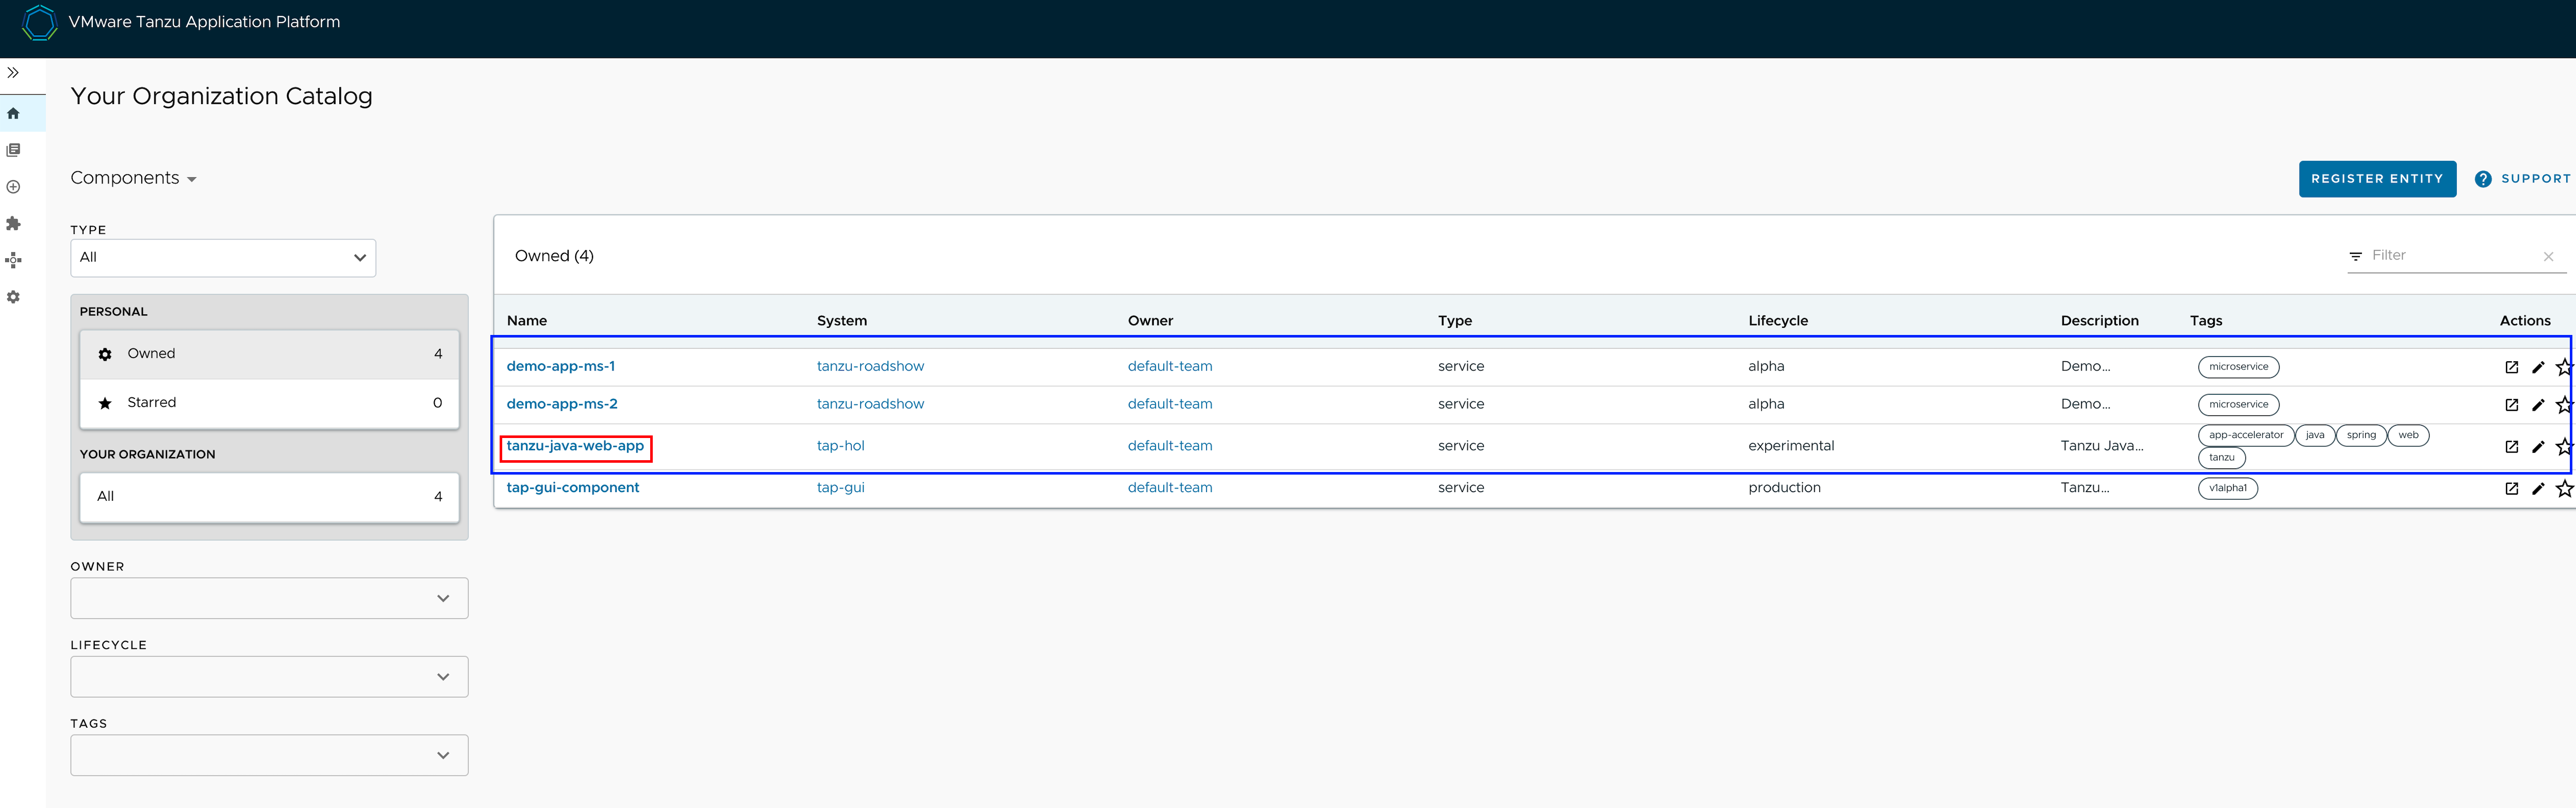 VMware Tanzu Application Platform
Your Organization Catalog
Components
REGISTER ENTITY
SUPPORT
TYPE
All
PERSONAL
Owned 4
Starred 0
YOUR ORGANIZATION
All 4
OWNER
LIFECYCLE
TAGS
Owned (4)
Filter
Name System Owner Type Lifecycle Description Tags Actions
demo-app-ms-1 tanzu-roadshow default-team service alpha Demo... microservice
demo-app-ms-2 tanzu-roadshow default-team service alpha Demo... microservice
tanzu-java-web-app tap-hol default-team service experimental Tanzu Java... app-accelerator java spring web
tanzu
tap-gui-component tap-gui default-team service production Tanzu... v1alpha1